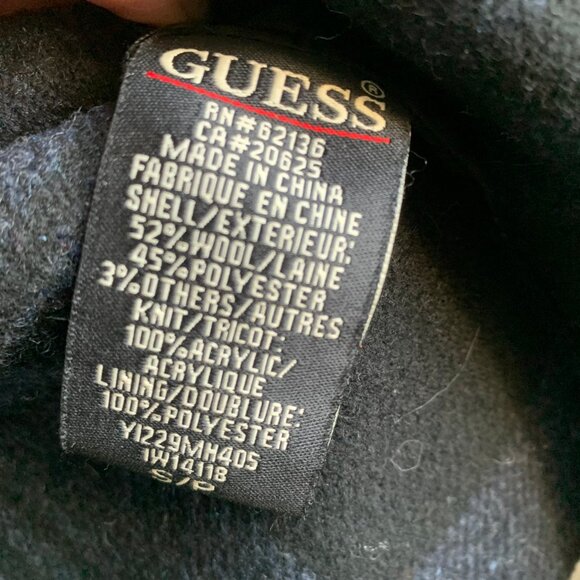 GUESS®
RN#62136
CA#20625
MADE IN CHINA
FABRIQUE EN CHINE
SHELL/EXTERIEUR:
52%WOOL/LAINE
45%POLYESTER
3%OTHERS/AUTRES
KNIT/TRICOT:
100%ACRYLIC/
ACRYLIQUE
LINING/DOUBLURE:
100%POLYESTER
YI229MH405
IW14118
S/P